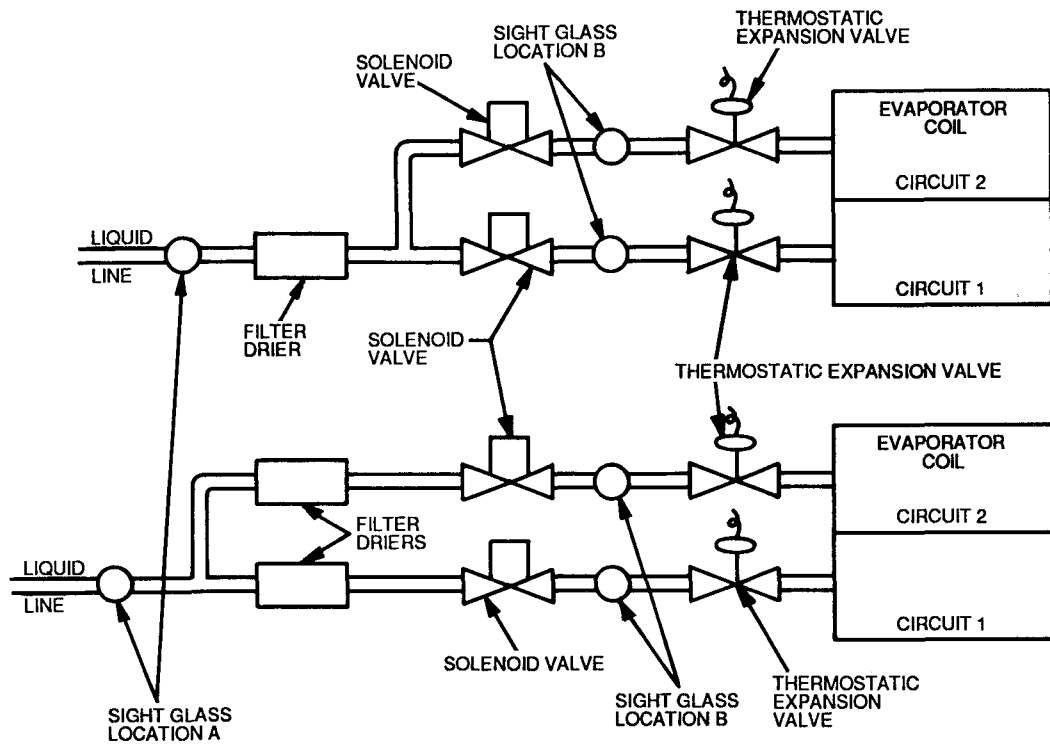 THERMOSTATIC
EXPANSION VALVE
SIGHT GLASS
LOCATION B
SOLENOID
VALVE
EVAPORATOR
COIL
CIRCUIT 2
LIQUID
LINE
CIRCUIT 1
FILTER
DRIER
SOLENOID
VALVE
THERMOSTATIC EXPANSION VALVE
EVAPORATOR
COIL
CIRCUIT 2
FILTER
DRIERS
LIQUID
LINE
CIRCUIT 1
SOLENOID VALVE
SIGHT GLASS
LOCATION A
SIGHT GLASS
LOCATION B
THERMOSTATIC
EXPANSION
VALVE